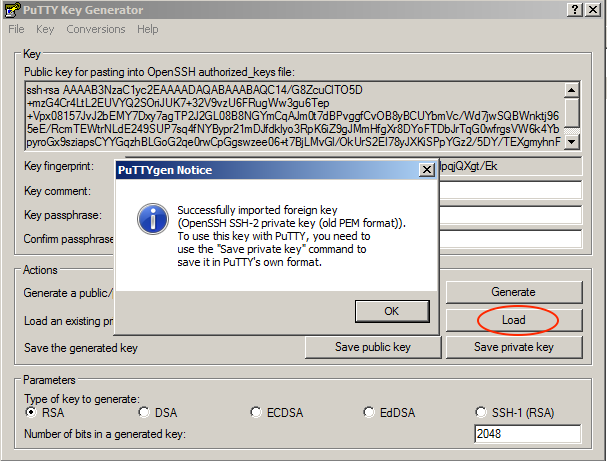 PuTTY Key Generator
File Key Conversions Help
Key
Public key for pasting into OpenSSH authorized_keys file:
ssh-rsa AAAAB3NzaC1yc2EAAAADAQABAAABAQC14/G8ZcuCITO5D
+mzG4Cr4LtL2EUVYQ2SOriJUK7+32V9vzU6FRugWw3gu6Tep
+Vpx08157JvJ2bEMY7Dxy7agTP2J2GL08B8NGYmCqAJm0t7dBPvggfCvOB8yBCUYbmVc/Wd7jwSQBWnktj96
5eE/RcmTEWtrNLdE249SUP7sq4fNYBypr21mDJfdklyo3RpK6iZ9gJMmHfgXr8DYoFTDbJrTqG0wfrgsVW6k4Yb
pyroGx9sziapsCYYGqzhBLGoG2qe0rwCpGgswzee06+t7BjLMvGl/OkUrS2El78yJXKiSPpYGz2/5DY/TEXgmyhnF
Key fingerprint: lpqjQXgt/Ek
Key comment:
Key passphrase:
Confirm passphrase
PuTTYgen Notice
Successfully imported foreign key
(OpenSSH SSH-2 private key (old PEM format)).
To use this key with PuTTY, you need to
use the "Save private key" command to
save it in PuTTY's own format.
OK
Actions
Generate a public/ Generate
Load an existing pr Load
Save the generated key Save public key Save private key
Parameters
Type of key to generate:
RSA DSA ECDSA EdDSA SSH-1 (RSA)
Number of bits in a generated key: 2048